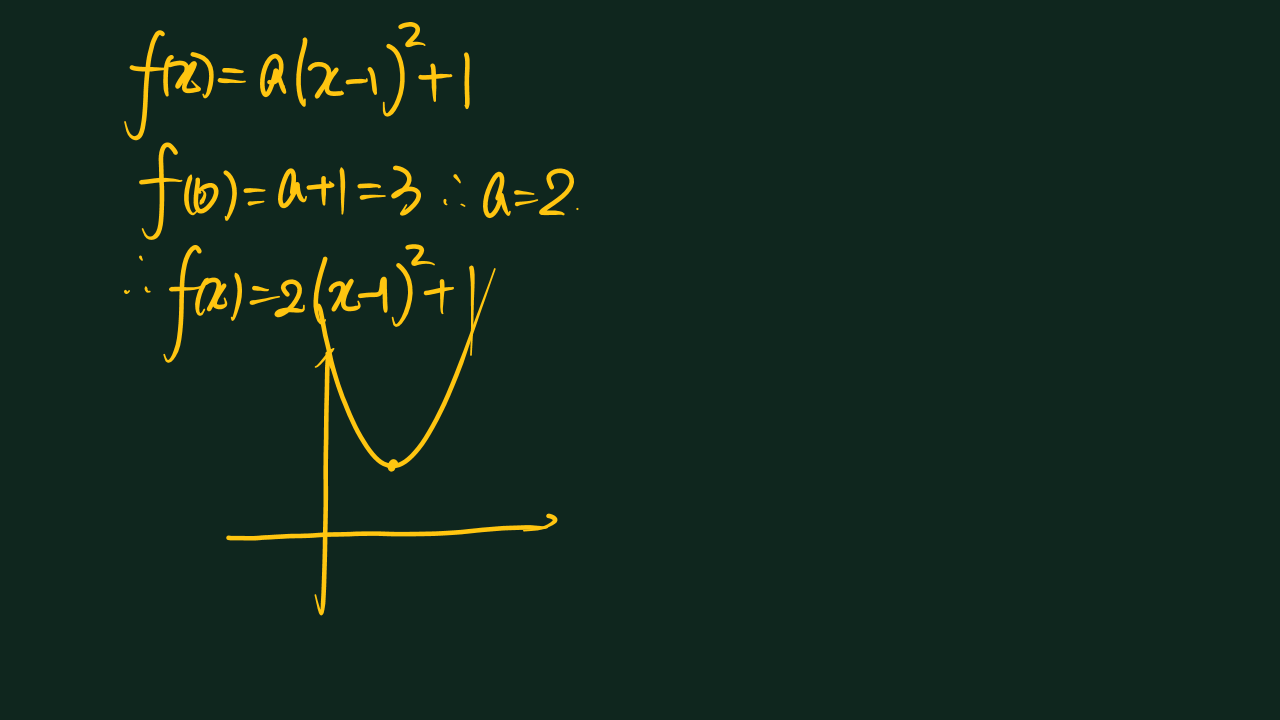 f(x)=a(x-1)²+1
f(0)=a+1=3 ∴a=2.
∴f(x)=2(x-1)²+1